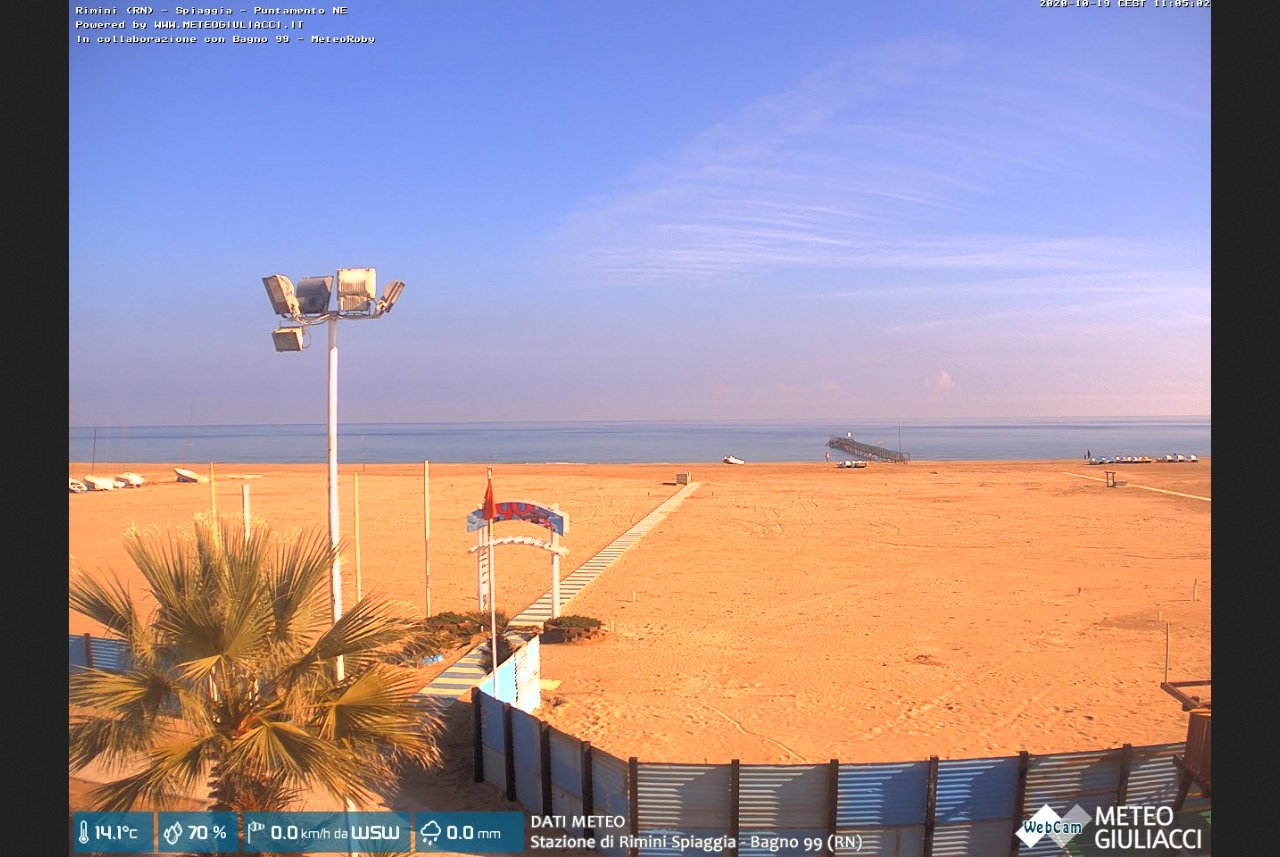 Rimini (RN) - Spiaggia - Puntamento NE
Powered by WWW.METEOGIULIACCI.IT
In collaborazione con Bagno 99 - MeteoRoby
2020-10-19 CEST 11:05:02
14.1°C
70 %
0.0 km/h da WSW
0.0 mm
DATI METEO
Stazione di Rimini Spiaggia - Bagno 99 (RN)
WebCam
METEO
GIULIACCI